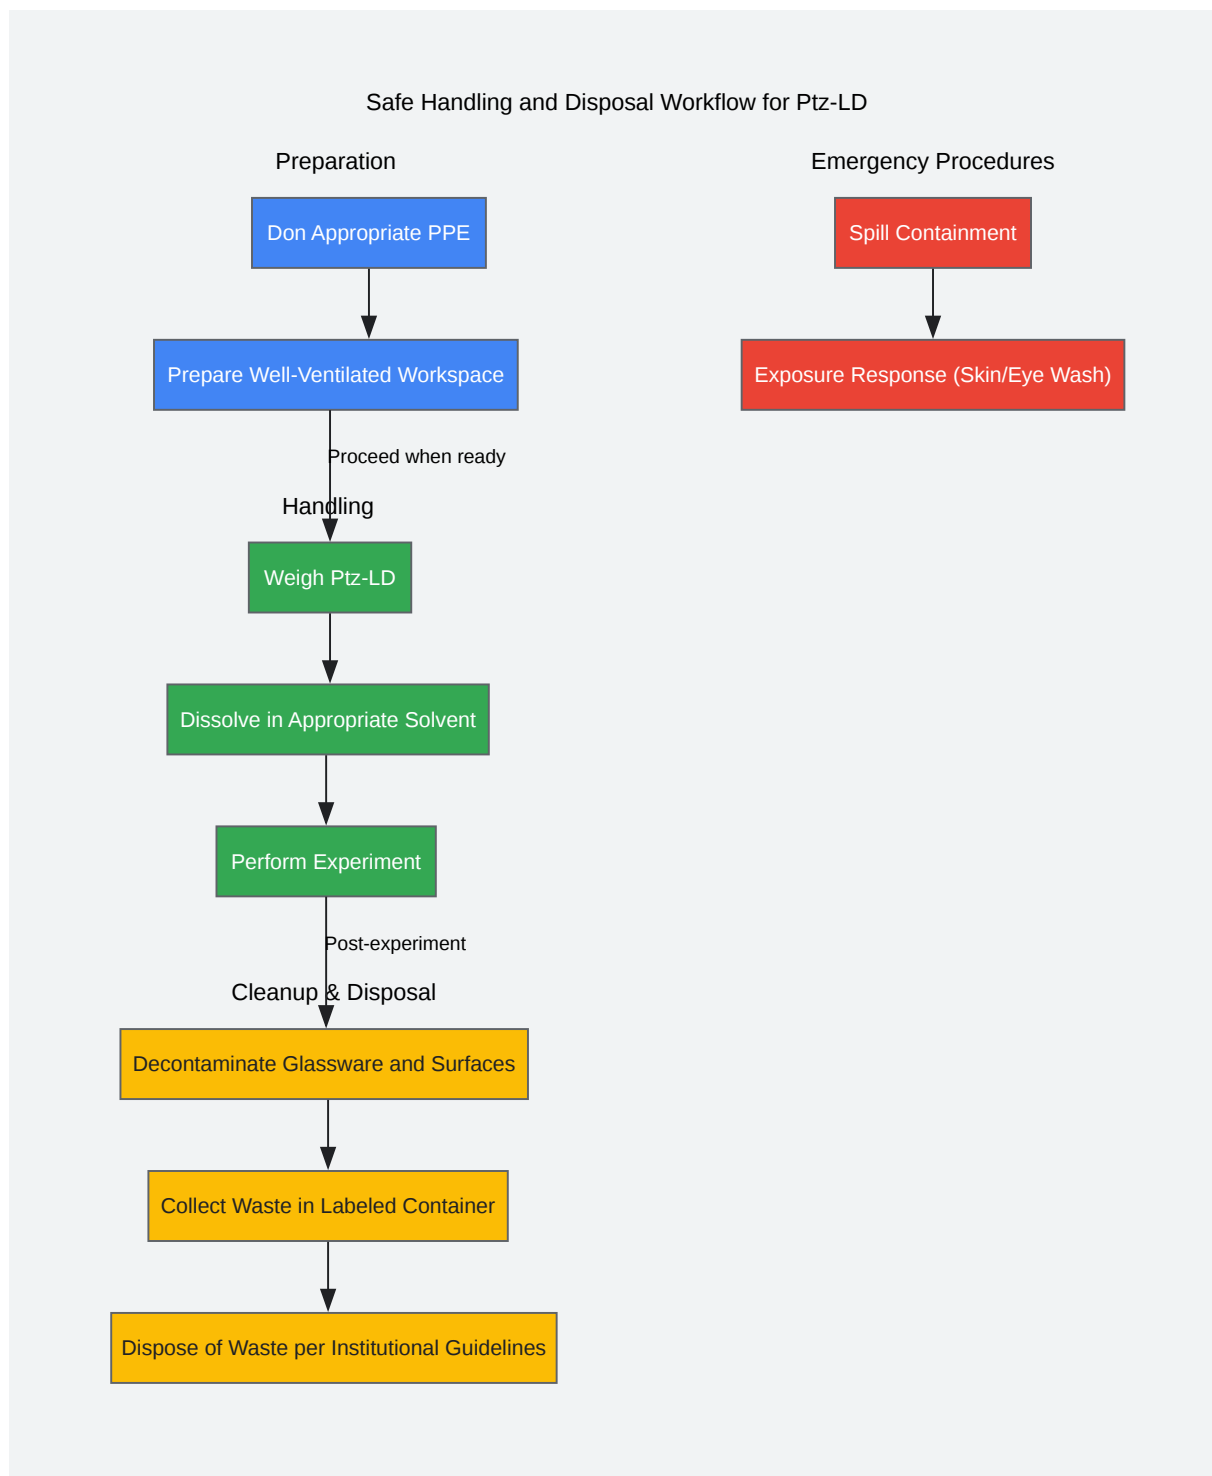 Safe Handling and Disposal Workflow for Ptz-LD
Preparation
Don Appropriate PPE
Prepare Well-Ventilated Workspace
Proceed when ready
Handling
Weigh Ptz-LD
Dissolve in Appropriate Solvent
Perform Experiment
Post-experiment
Cleanup & Disposal
Decontaminate Glassware and Surfaces
Collect Waste in Labeled Container
Dispose of Waste per Institutional Guidelines
Emergency Procedures
Spill Containment
Exposure Response (Skin/Eye Wash)